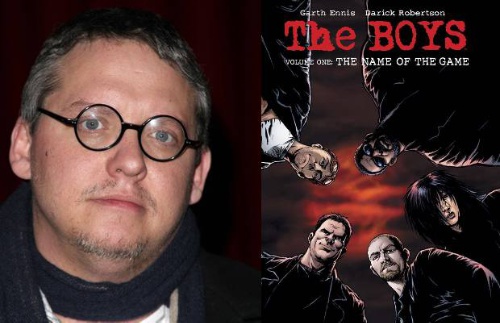 Garth Ennis Darick Robertson
The BOYS
VOLUME ONE: THE NAME OF THE GAME